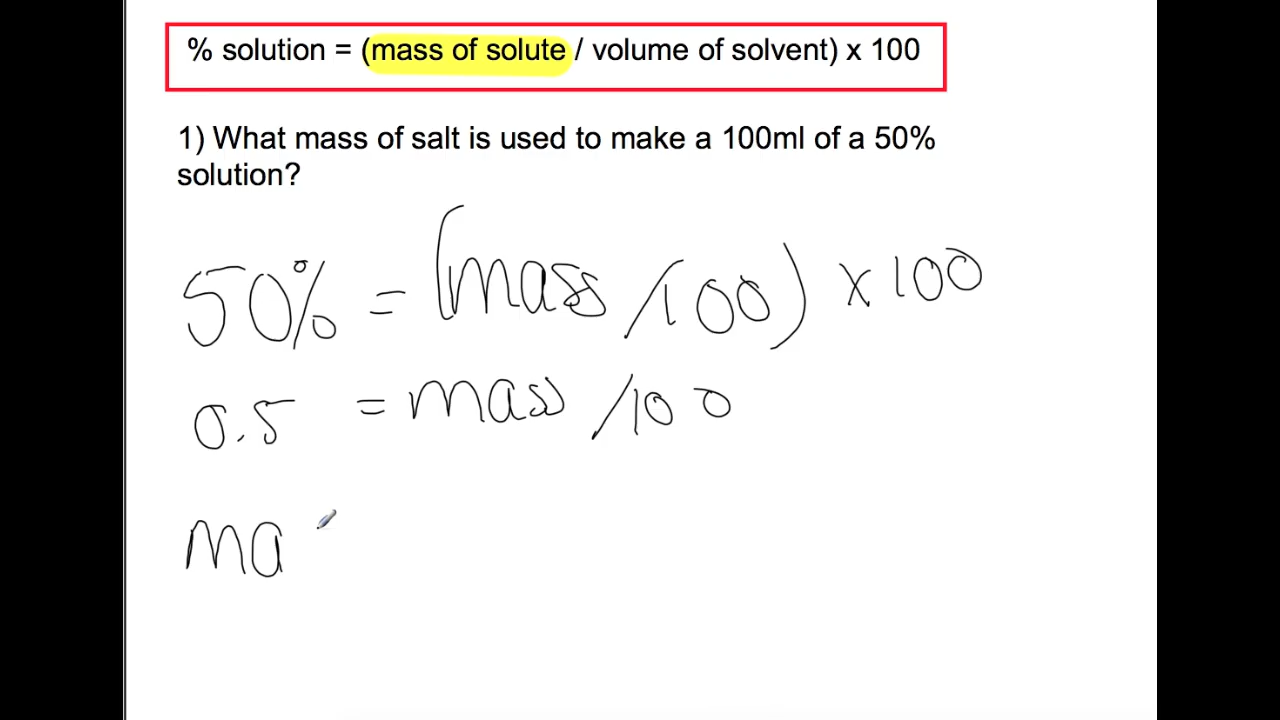 % solution = (mass of solute / volume of solvent) x 100
1) What mass of salt is used to make a 100ml of a 50%
solution?
50% = (mass /100) x 100
0.5 = mass /100
ma